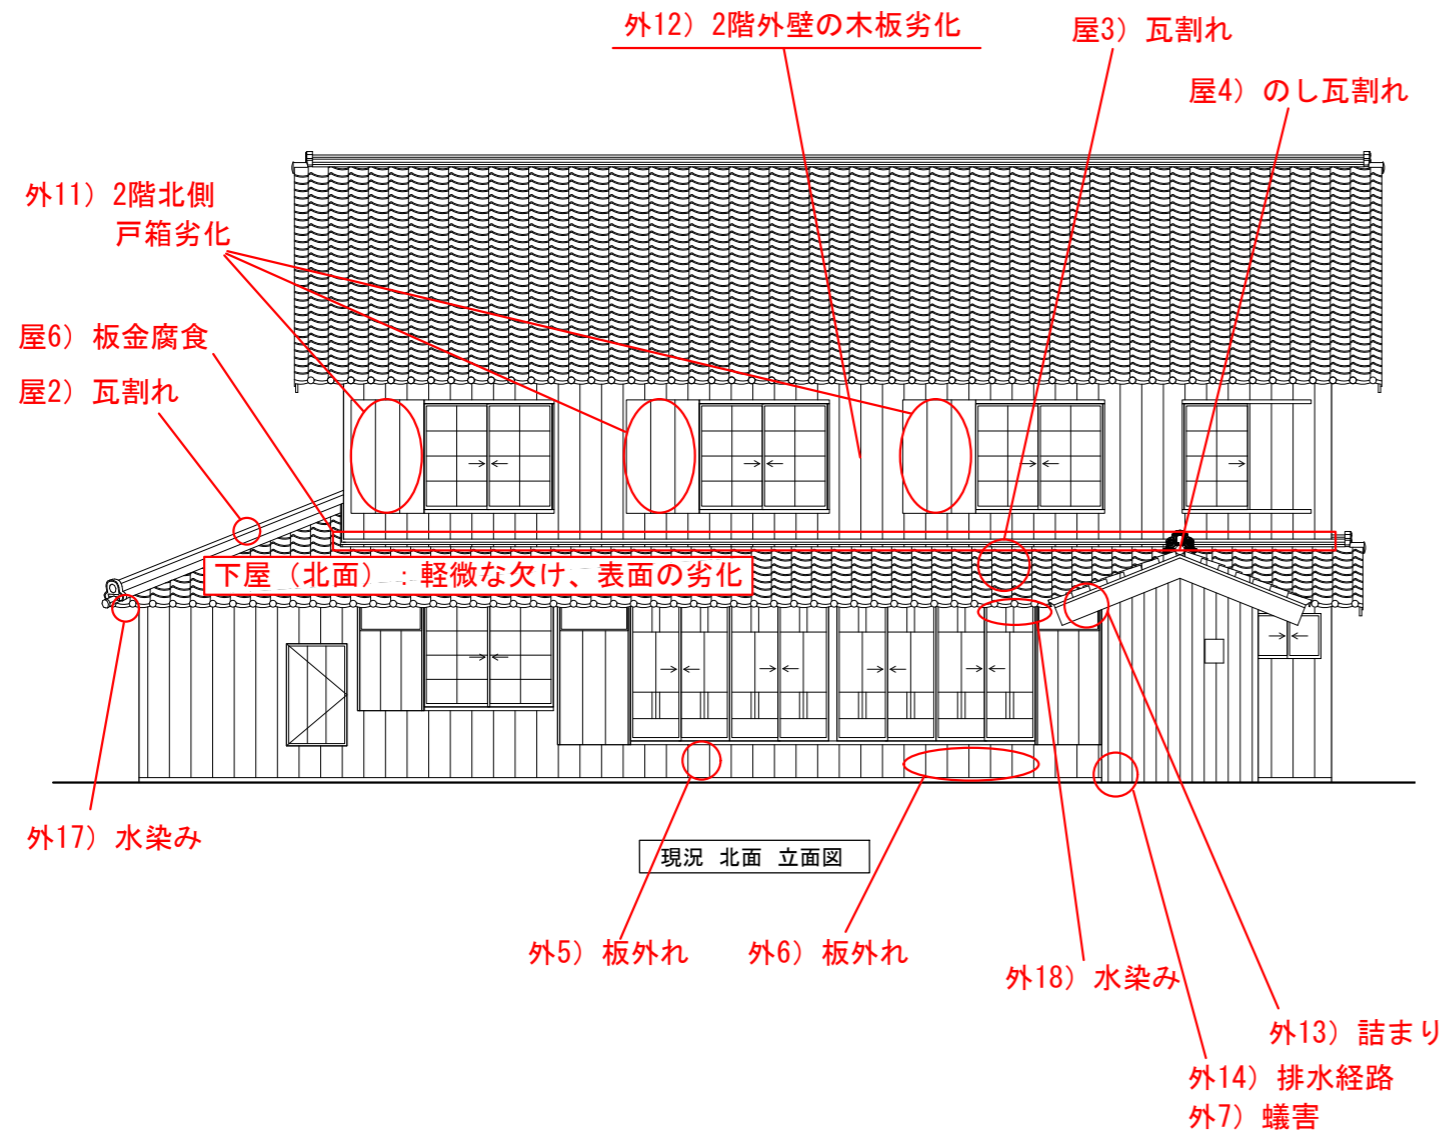 外12）2階外壁の木板劣化
屋3）瓦割れ
屋4）のし瓦割れ
外11）2階北側
戸箱劣化
屋6）板金腐食
屋2）瓦割れ
下屋（北面）：軽微な欠け、表面の劣化
外17）水染み
現況 北面 立面図
外5）板外れ
外6）板外れ
外18）水染み
外13）詰まり
外14）排水経路
外7）蟻害